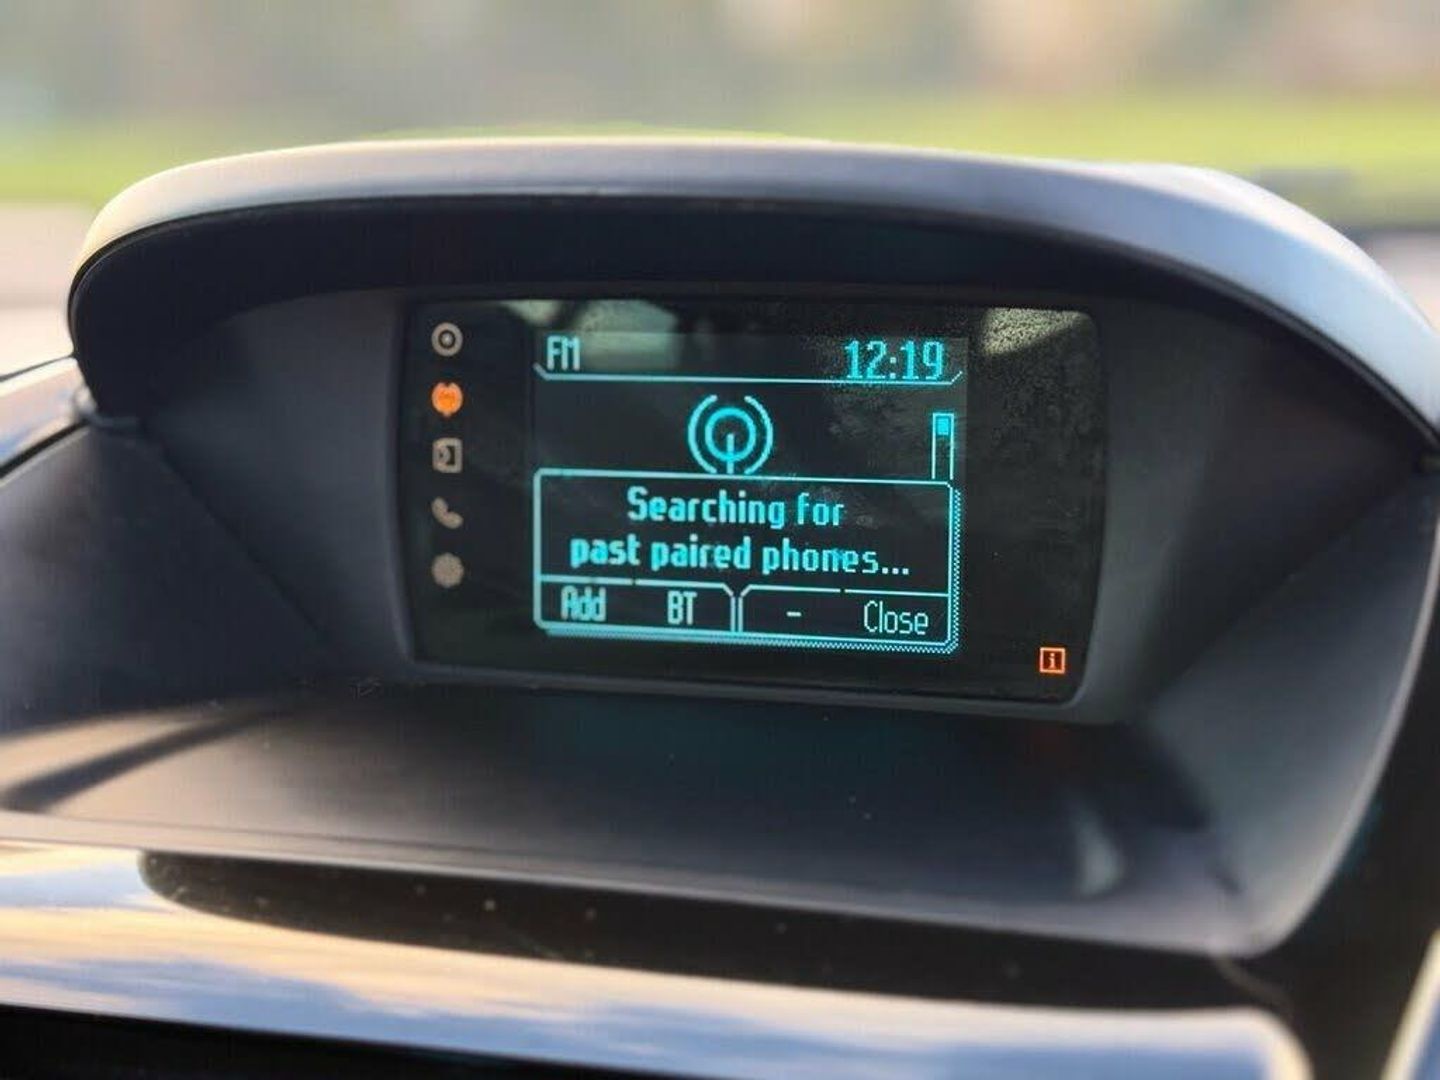 FM 12:19
Searching for
past paired phones...
Add BT - Close
i